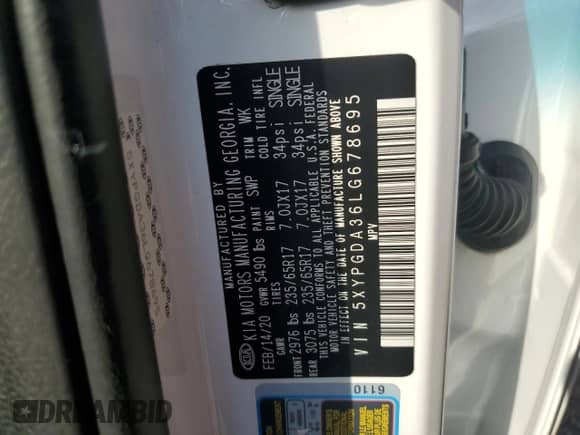 MANUFACTURED BY
KIA KIA MOTORS MANUFACTURING GEORGIA, INC.
FEB/14/20 GVWR 5490 lbs PAINT SWP TRIM WK
GAWR TIRES RIMS COLD TIRE INFL
FRONT 2976 lbs 235/65R17 7.0JX17 34psi SINGLE
REAR 3075 lbs 235/65R17 7.0JX17 34psi SINGLE
THIS VEHICLE CONFORMS TO ALL APPLICABLE U.S.A. FEDERAL
MOTOR VEHICLE SAFETY AND THEFT PREVENTION STANDARDS
IN EFFECT ON THE DATE OF MANUFACTURE SHOWN ABOVE
VIN 5XYPGDA36LG678695
MPV
6110
DREAMBID